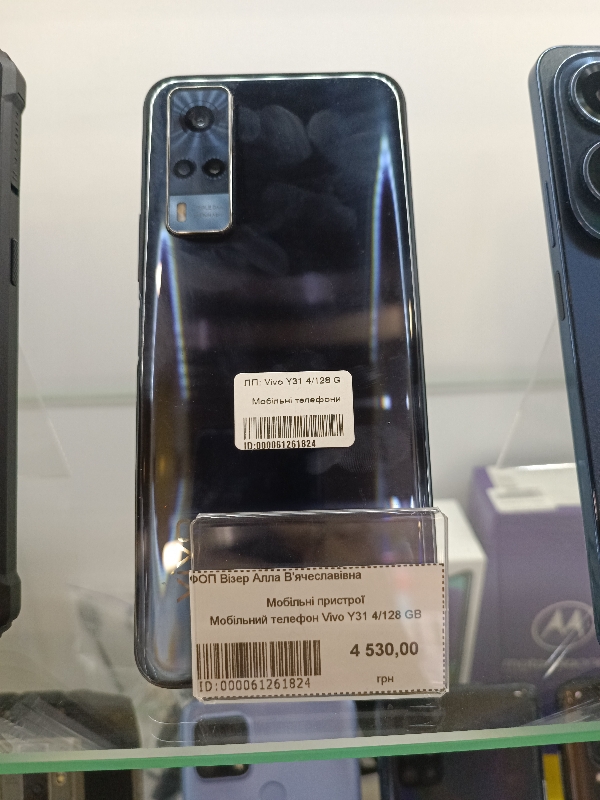 ЛП: Vivo Y31 4/128 G
Мобільні телефони
ID:000061261824
ФОП Візер Алла В'ячеславівна
Мобільні пристрої
Мобільний телефон Vivo Y31 4/128 GB
4 530,00
ID:000061261824
грн